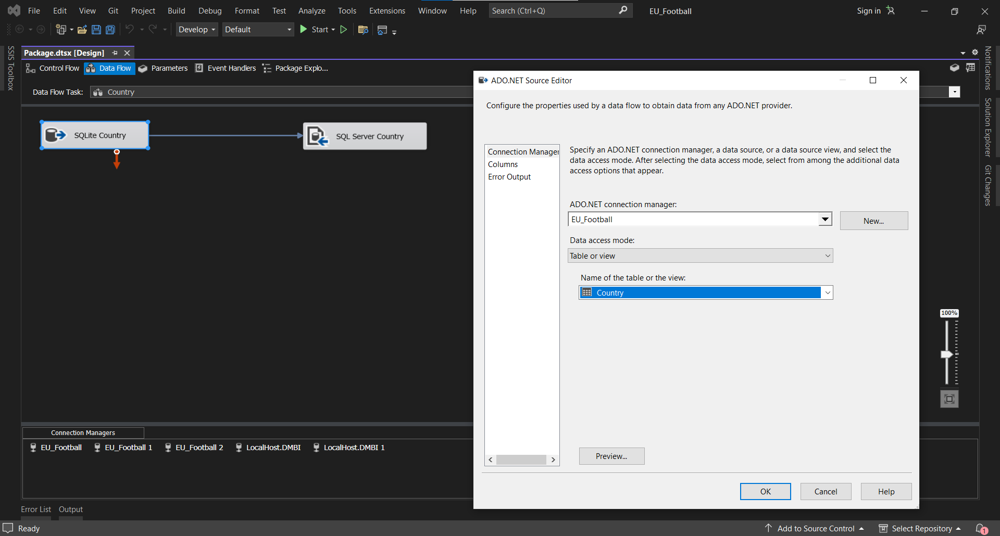 File Edit View Git Project Build Debug Format Test Analyze Tools Extensions Window Help Search (Ctrl+Q) EU_Football Sign in
Develop Default Start
SSIS Toolbox
Package.dtsx [Design]
Control Flow Data Flow Parameters Event Handlers Package Explo...
Data Flow Task: Country
SQLite Country
SQL Server Country
ADO.NET Source Editor
Configure the properties used by a data flow to obtain data from any ADO.NET provider.
Connection Manager
Columns
Error Output
Specify an ADO.NET connection manager, a data source, or a data source view, and select the
data access mode. After selecting the data access mode, select from among the additional data
access options that appear.
ADO.NET connection manager:
EU_Football
New...
Data access mode:
Table or view
Name of the table or the view:
Country
Preview...
OK Cancel Help
Notifications
Solution Explorer
Git Changes
100%
Connection Managers
EU_Football EU_Football 1 EU_Football 2 LocalHost.DMBI LocalHost.DMBI 1
Error List Output
Ready Add to Source Control Select Repository 1